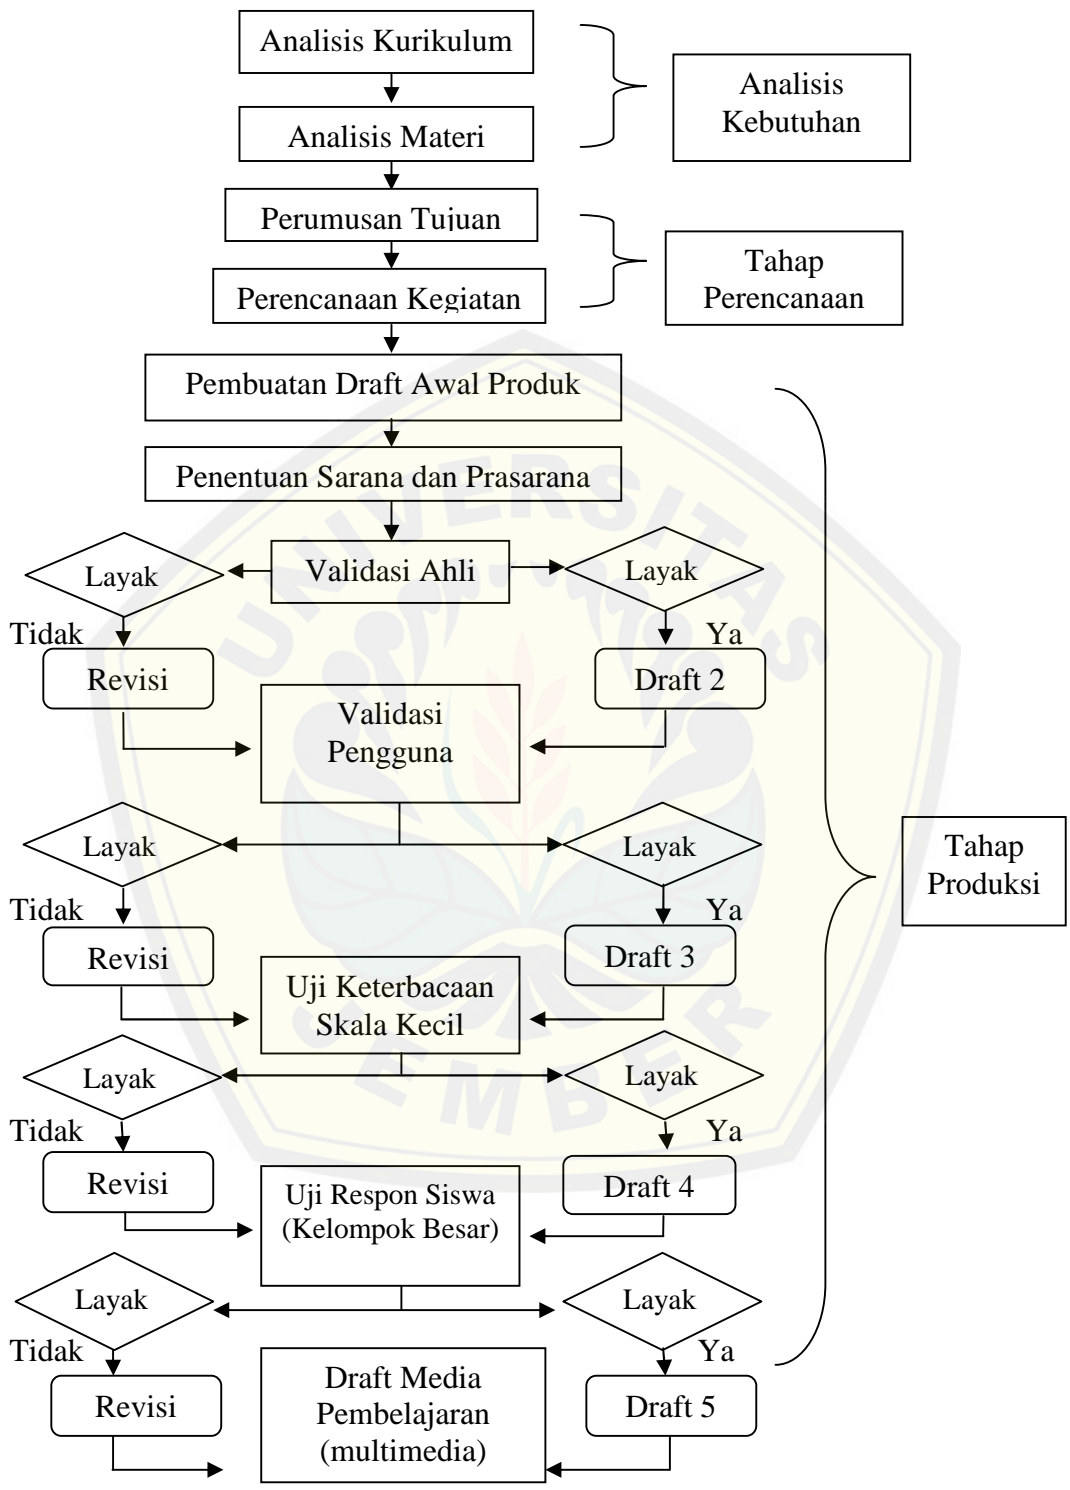 Analisis Kurikulum
Analisis
Kebutuhan
Analisis Materi
Perumusan Tujuan
Tahap
Perencanaan
Perencanaan Kegiatan
Pembuatan Draft Awal Produk
Penentuan Sarana dan Prasarana
UNIVERSITAS
Layak
Validasi Ahli
Layak
Tidak
Ya
Revisi
Draft 2
Validasi
Pengguna
Layak
Layak
Tahap
Produksi
Tidak
Ya
Revisi
Draft 3
Uji Keterbacaan
Skala Kecil
JEMBER
Layak
Layak
Tidak
Ya
Revisi
Draft 4
Uji Respon Siswa
(Kelompok Besar)
Layak
Layak
Tidak
Ya
Revisi
Draft Media
Pembelajaran
(multimedia)
Draft 5